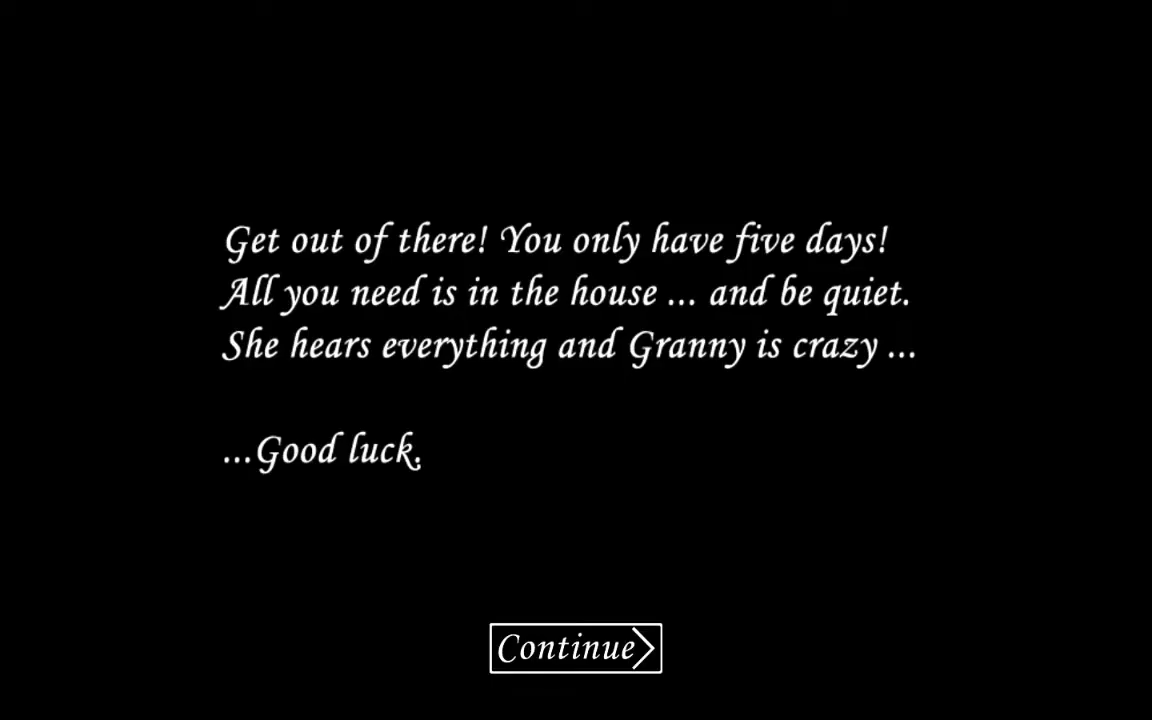 Get out of there! You only have five days!
All you need is in the house ... and be quiet.
She hears everything and Granny is crazy ...
...Good luck.
Continue